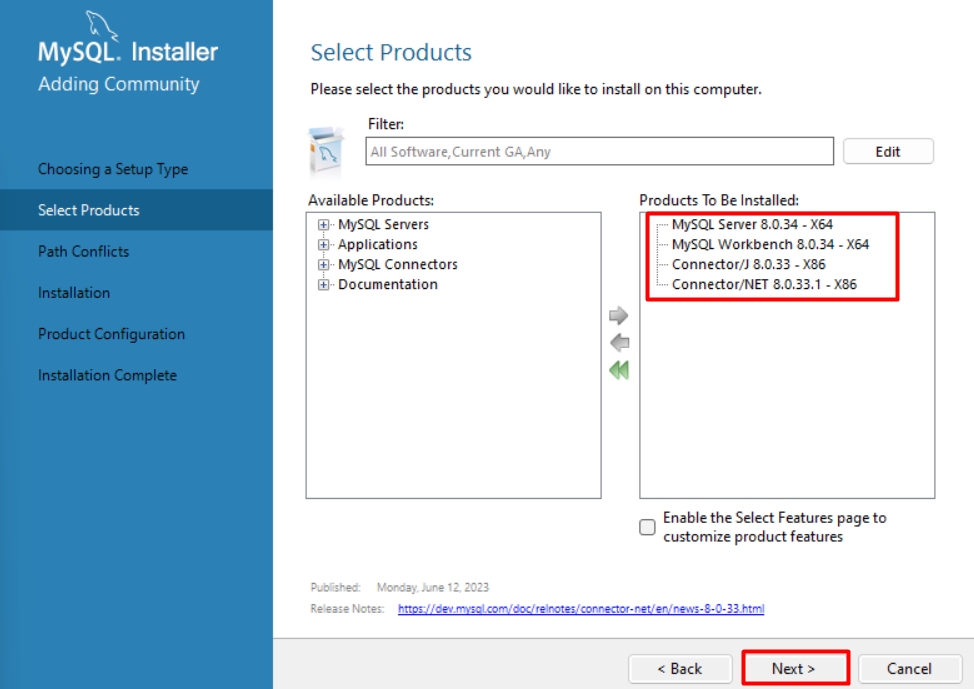 MySQL. Installer
Adding Community
Choosing a Setup Type
Select Products
Path Conflicts
Installation
Product Configuration
Installation Complete
Select Products
Please select the products you would like to install on this computer.
Filter:
All Software,Current GA,Any
Edit
Available Products:
MySQL Servers
Applications
MySQL Connectors
Documentation
Products To Be Installed:
MySQL Server 8.0.34 - X64
MySQL Workbench 8.0.34 - X64
Connector/J 8.0.33 - X86
Connector/NET 8.0.33.1 - X86
Enable the Select Features page to
customize product features
Published: Monday, June 12, 2023
Release Notes: https://dev.mysql.com/doc/relnotes/connector-net/en/news-8-0-33.html
< Back
Next >
Cancel